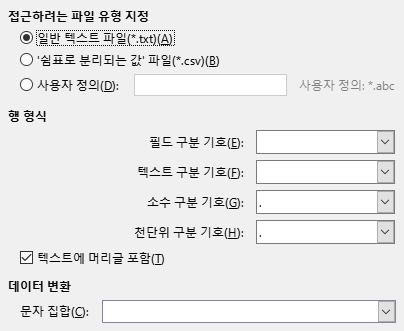 접근하려는 파일 유형 지정
일반 텍스트 파일(*.txt)(A)
'쉼표로 분리되는 값' 파일(*.csv)(B)
사용자 정의(D): 사용자 정의: *.abc
행 형식
필드 구분 기호(E):
텍스트 구분 기호(F):
소수 구분 기호(G): .
천단위 구분 기호(H): .
텍스트에 머리글 포함(T)
데이터 변환
문자 집합(C):